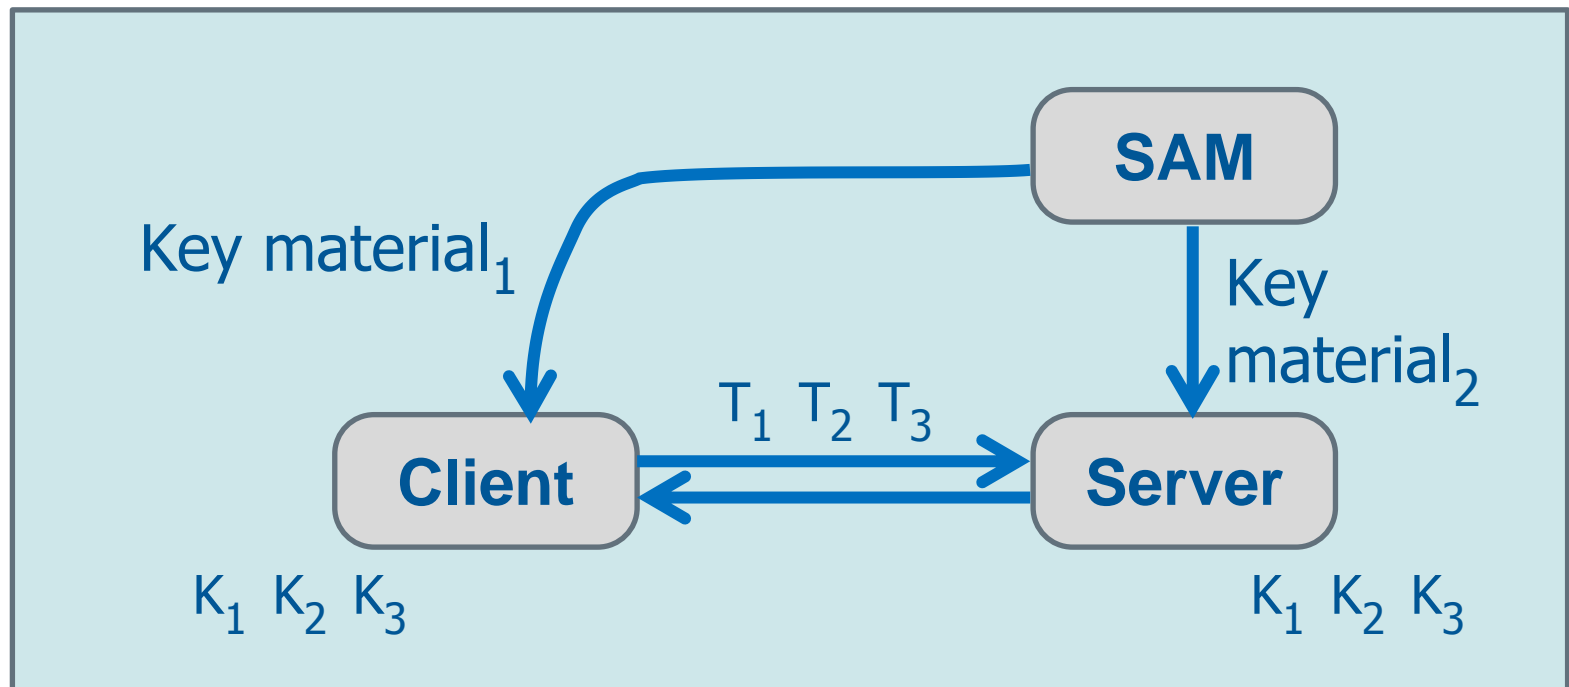 SAM
Key material₁
Key
material₂
T₁ T₂ T₃
Client
Server
K₁ K₂ K₃
K₁ K₂ K₃